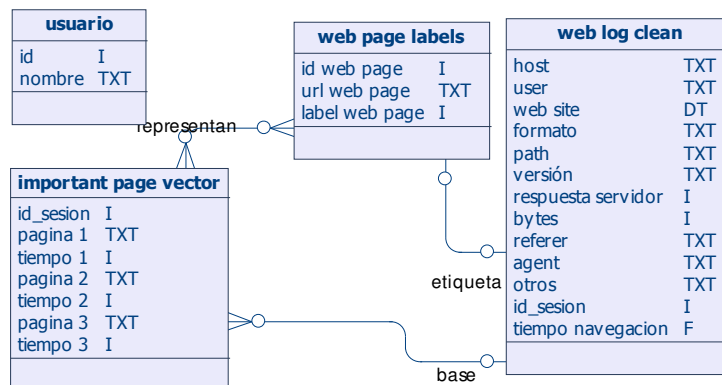 usuario
id I
nombre TXT
web page labels
id web page I
url web page TXT
label web page I
web log clean
host TXT
user TXT
web site DT
formato TXT
path TXT
versión TXT
respuesta servidor I
bytes I
referer TXT
agent TXT
otros TXT
id_sesion I
tiempo navegacion F
representan
important page vector
id_sesion I
pagina 1 TXT
tiempo 1 I
pagina 2 TXT
tiempo 2 I
pagina 3 TXT
tiempo 3 I
etiqueta
base